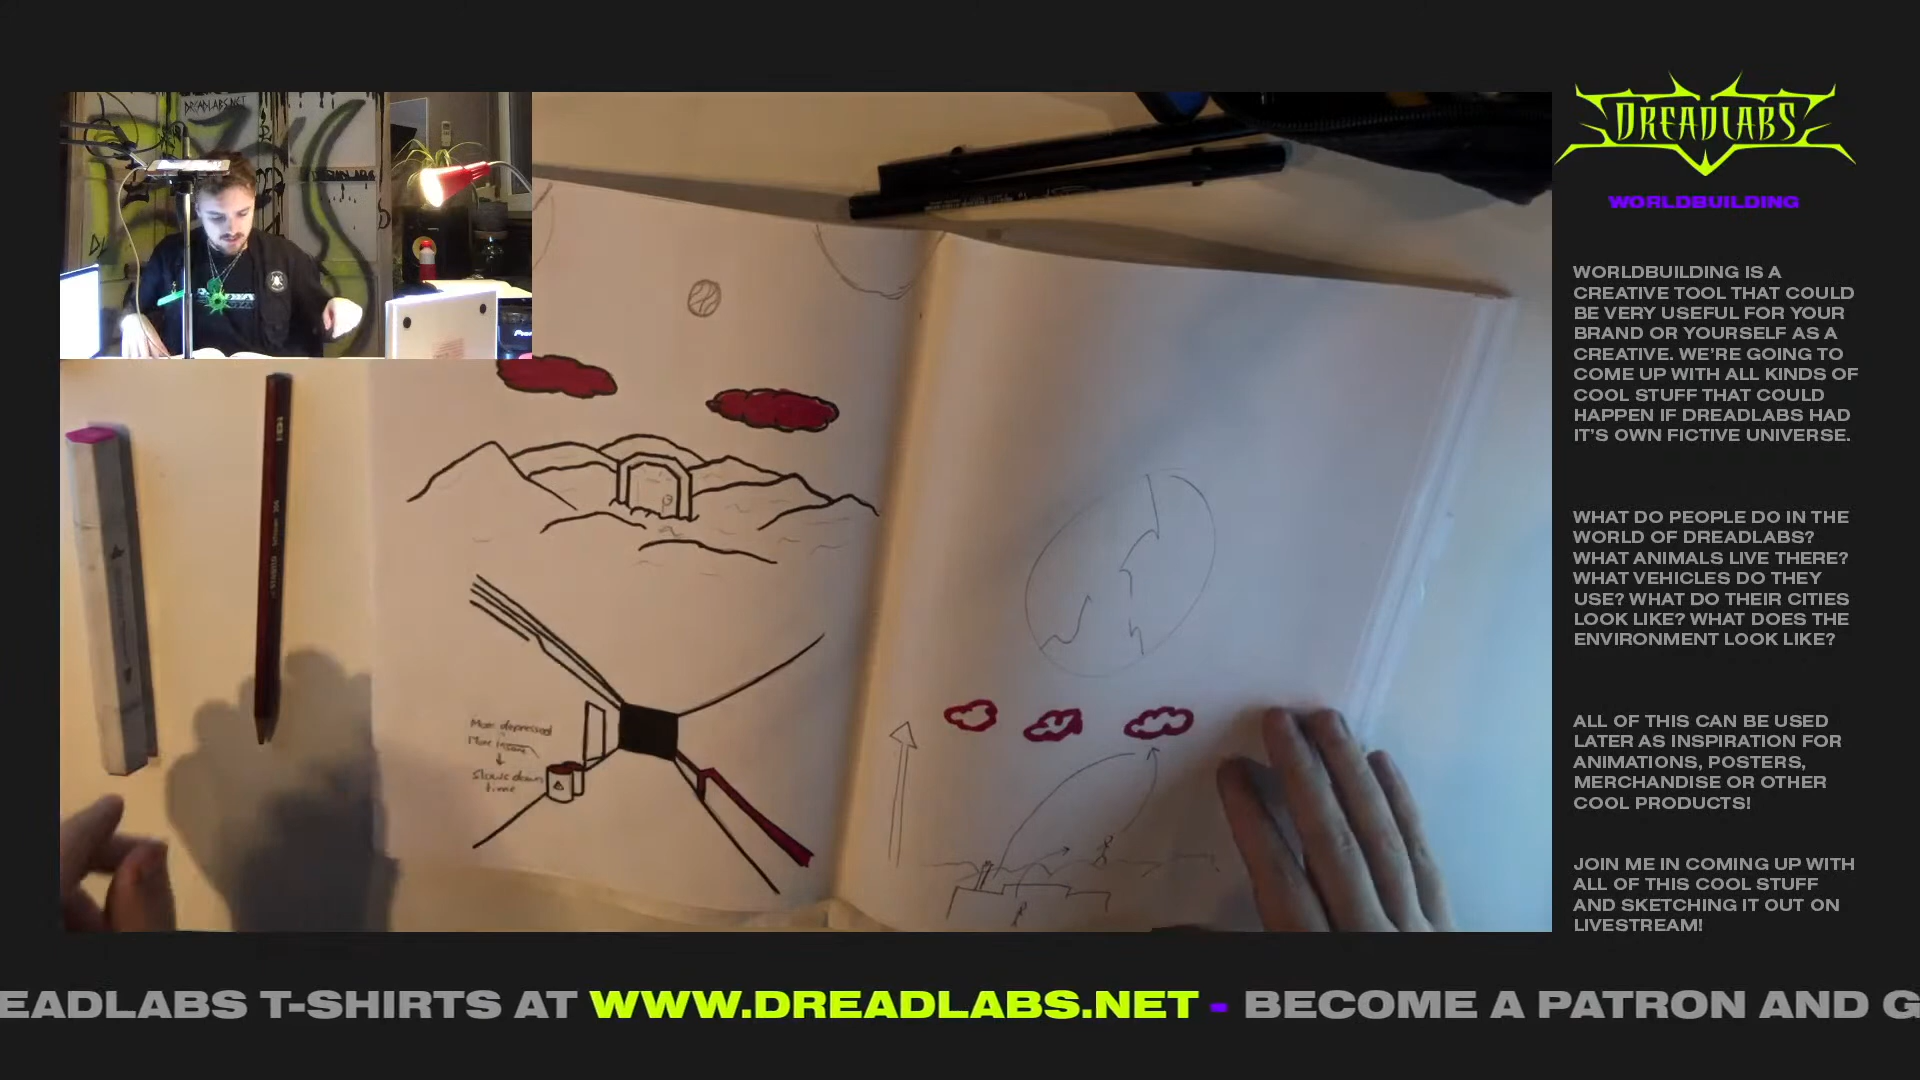 DREADLABS.NET
DREADLABS
WORLDBUILDING
WORLDBUILDING IS A
CREATIVE TOOL THAT COULD
BE VERY USEFUL FOR YOUR
BRAND OR YOURSELF AS A
CREATIVE. WE'RE GOING TO
COME UP WITH ALL KINDS OF
COOL STUFF THAT COULD
HAPPEN IF DREADLABS HAD
IT'S OWN FICTIVE UNIVERSE.
WHAT DO PEOPLE DO IN THE
WORLD OF DREADLABS?
WHAT ANIMALS LIVE THERE?
WHAT VEHICLES DO THEY
USE? WHAT DO THEIR CITIES
LOOK LIKE? WHAT DOES THE
ENVIRONMENT LOOK LIKE?
ALL OF THIS CAN BE USED
LATER AS INSPIRATION FOR
ANIMATIONS, POSTERS,
MERCHANDISE OR OTHER
COOL PRODUCTS!
JOIN ME IN COMING UP WITH
ALL OF THIS COOL STUFF
AND SKETCHING IT OUT ON
LIVESTREAM!
More depressed
More insane
Slows down
time
EADLABS T-SHIRTS AT WWW.DREADLABS.NET - BECOME A PATRON AND G